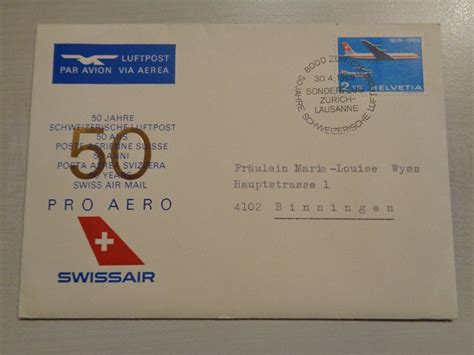 LUFTPOST
PAR AVION VIA AEREA
50 JAHRE
SCHWEIZERISCHE LUFTPOST
50 ANS
POSTE AERIENNE SUISSE
50 ANNI
POSTA AEREA SVIZZERA
50 YEARS
SWISS AIR MAIL
50
PRO AERO
SWISSAIR
8000 ZÜRICH
30.4.1969
SONDERFLUG
ZÜRICH-
LAUSANNE
50 JAHRE SCHWEIZERISCHE LUFTPOST
HELVETIA
Fräulein Marie-Louise Wyss
Hauptstrasse 1
4102 Binningen